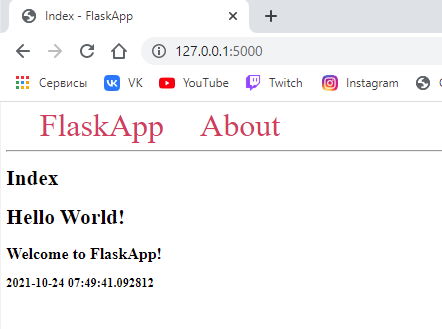 Index - FlaskApp
127.0.0.1:5000
Сервисы VK YouTube Twitch Instagram
FlaskApp About
Index
Hello World!
Welcome to FlaskApp!
2021-10-24 07:49:41.092812